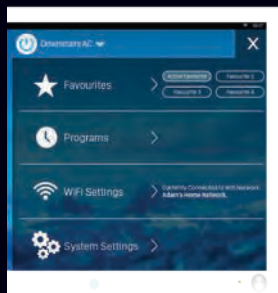 Downstairs AC
X
Favourites
Active Favourite
Favourite 2
Favourite 3
Favourite 4
Programs
WiFi Settings
Currently Connected to Wifi Network:
Adam's Home Network.
System Settings